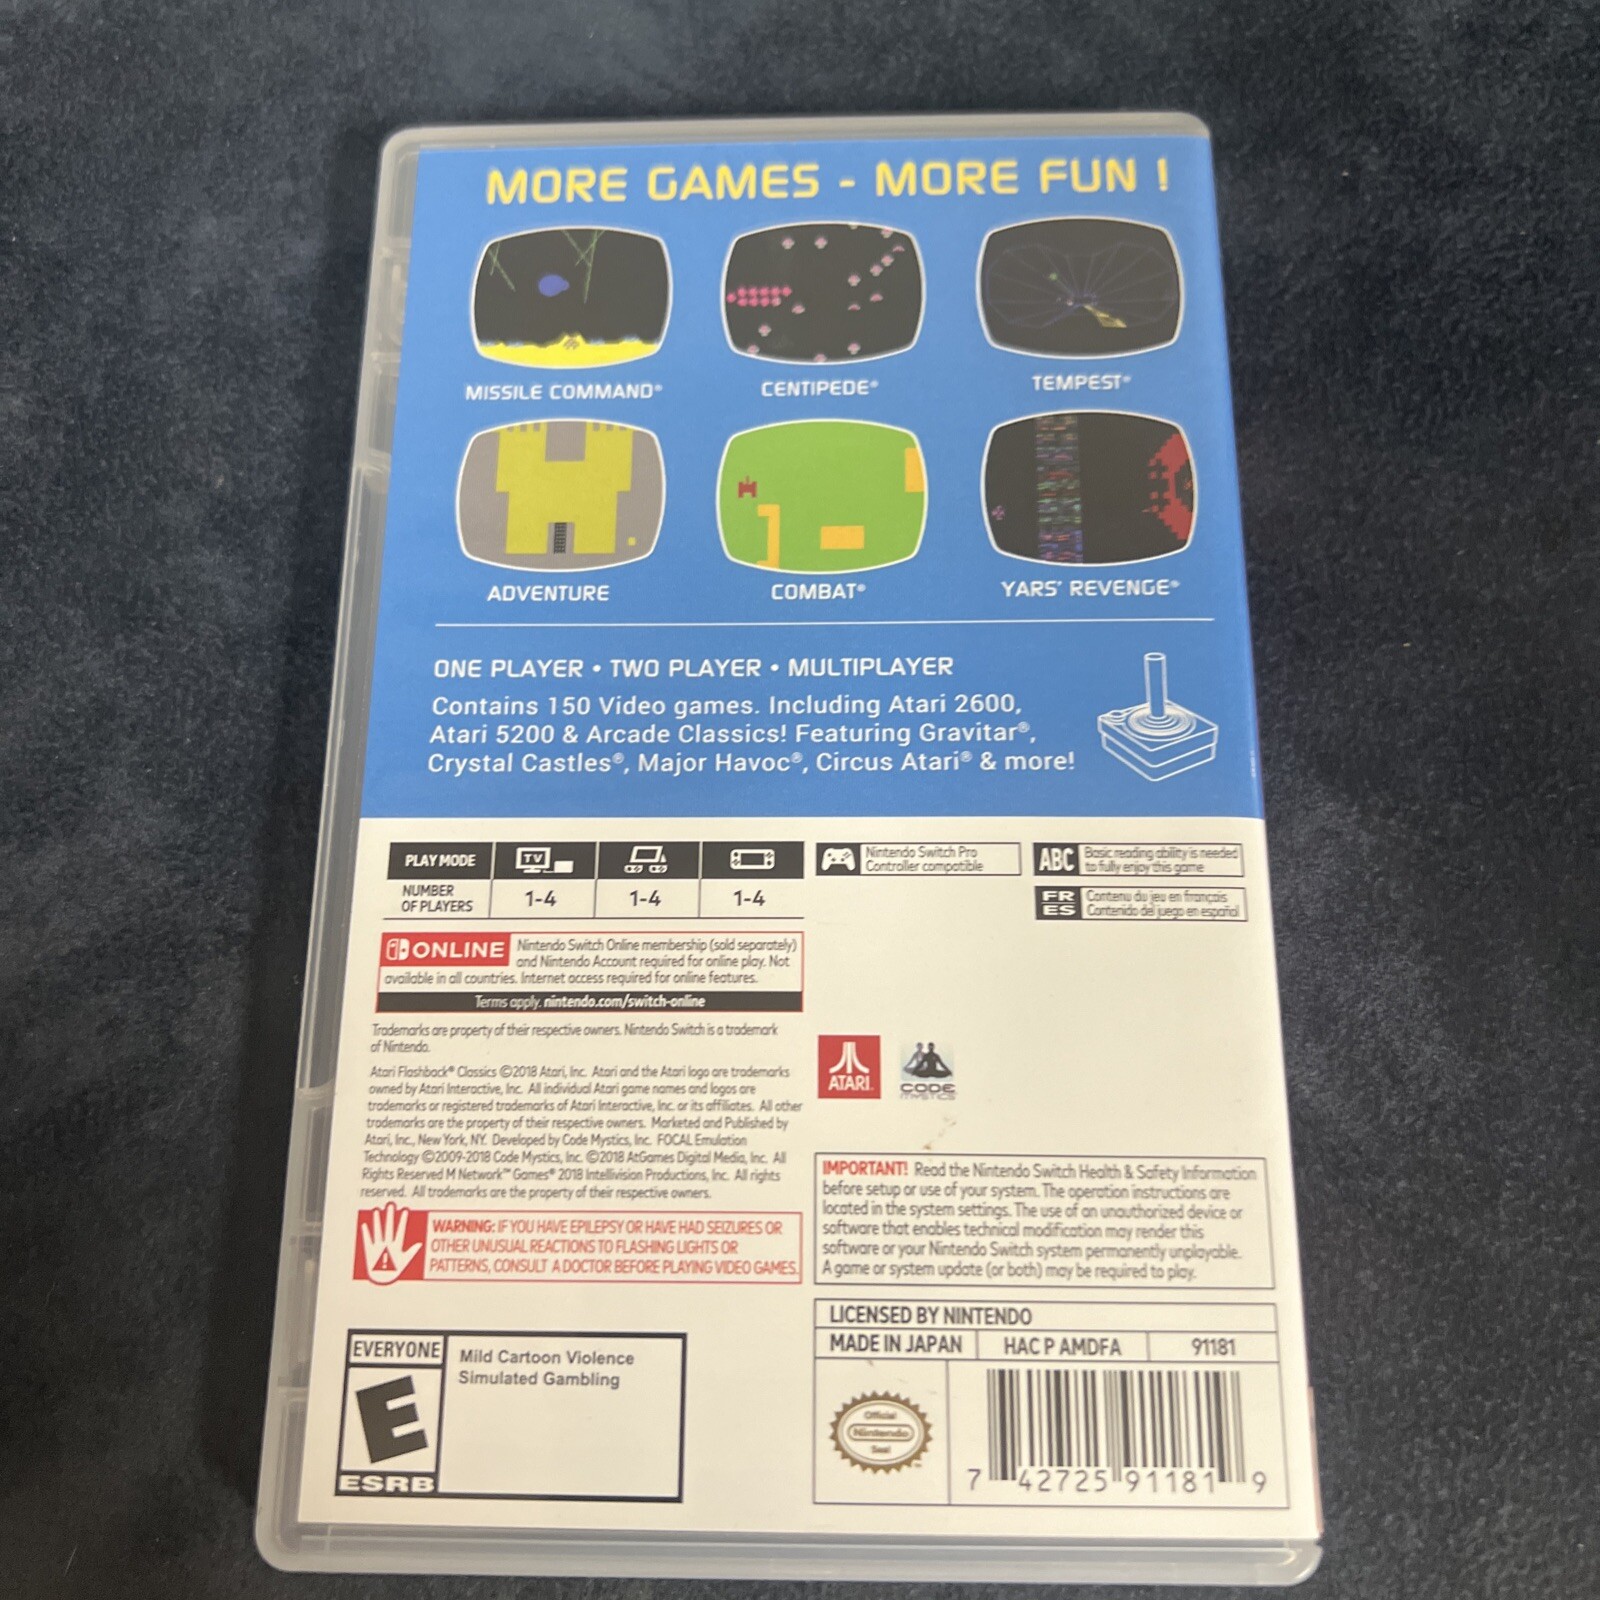 MORE GAMES - MORE FUN !
MISSILE COMMAND®
CENTIPEDE®
TEMPEST®
ADVENTURE
COMBAT®
YARS' REVENGE®
ONE PLAYER • TWO PLAYER • MULTIPLAYER
Contains 150 Video games. Including Atari 2600,
Atari 5200 & Arcade Classics! Featuring Gravitar®,
Crystal Castles®, Major Havoc®, Circus Atari® & more!
PLAY MODE
TV
NUMBER
OF PLAYERS
1-4
1-4
1-4
Nintendo Switch Pro
Controller compatible
ABC
Basic reading ability is needed
to fully enjoy this game
FR
ES
Contenu du jeu en français
Contenido del juego en español
ONLINE
Nintendo Switch Online membership (sold separately)
and Nintendo Account required for online play. Not
available in all countries. Internet access required for online features.
Terms apply. nintendo.com/switch-online
Trademarks are property of their respective owners. Nintendo Switch is a trademark
of Nintendo.
Atari Flashback® Classics ©2018 Atari, Inc. Atari and the Atari logo are trademarks
owned by Atari Interactive, Inc. All individual Atari game names and logos are
trademarks or registered trademarks of Atari Interactive, Inc. or its affiliates. All other
trademarks are the property of their respective owners. Marketed and Published by
Atari, Inc., New York, NY. Developed by Code Mystics, Inc. FOCAL Emulation
Technology ©2009-2018 Code Mystics, Inc. ©2018 AtGames Digital Media, Inc. All
Rights Reserved M Network™ Games® 2018 Intellivision Productions, Inc. All rights
reserved. All trademarks are the property of their respective owners.
ATARI
CODE
MYSTICS
WARNING: IF YOU HAVE EPILEPSY OR HAVE HAD SEIZURES OR
OTHER UNUSUAL REACTIONS TO FLASHING LIGHTS OR
PATTERNS, CONSULT A DOCTOR BEFORE PLAYING VIDEO GAMES.
IMPORTANT! Read the Nintendo Switch Health & Safety Information
before setup or use of your system. The operation instructions are
located in the system settings. The use of an unauthorized device or
software that enables technical modification may render this
software or your Nintendo Switch system permanently unplayable.
A game or system update (or both) may be required to play.
EVERYONE
E
ESRB
Mild Cartoon Violence
Simulated Gambling
LICENSED BY NINTENDO
MADE IN JAPAN
HAC P AMDFA
91181
Official
Nintendo
Seal
7 42725 91181 9